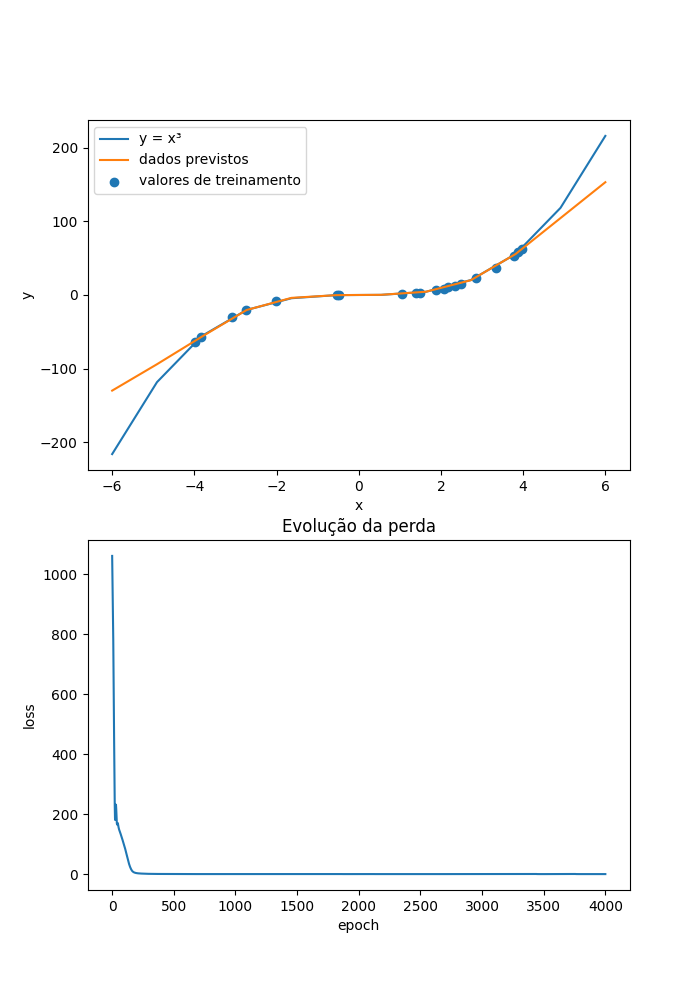 y = x³
dados previstos
valores de treinamento
200
100
0
−100
−200
y
−6 −4 −2 0 2 4 6
x
Evolução da perda
1000
800
600
400
200
0
loss
0 500 1000 1500 2000 2500 3000 3500 4000
epoch